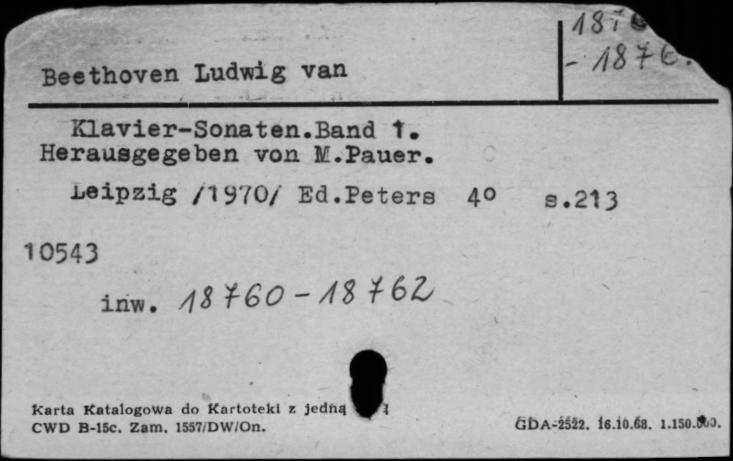 Beethoven Ludwig van
Klavier-Sonaten.Band 1.
Herausgegeben von M.Pauer.
Leipzig /1970/ Ed.Peters 4o s.213
10543
inw. 18760-18762
Karta Katalogowa do Kartoteki z jedną
CWD B-15c. Zam. 1557/DW/On.
GDA-2522. 16.10.68. 1.150.000.